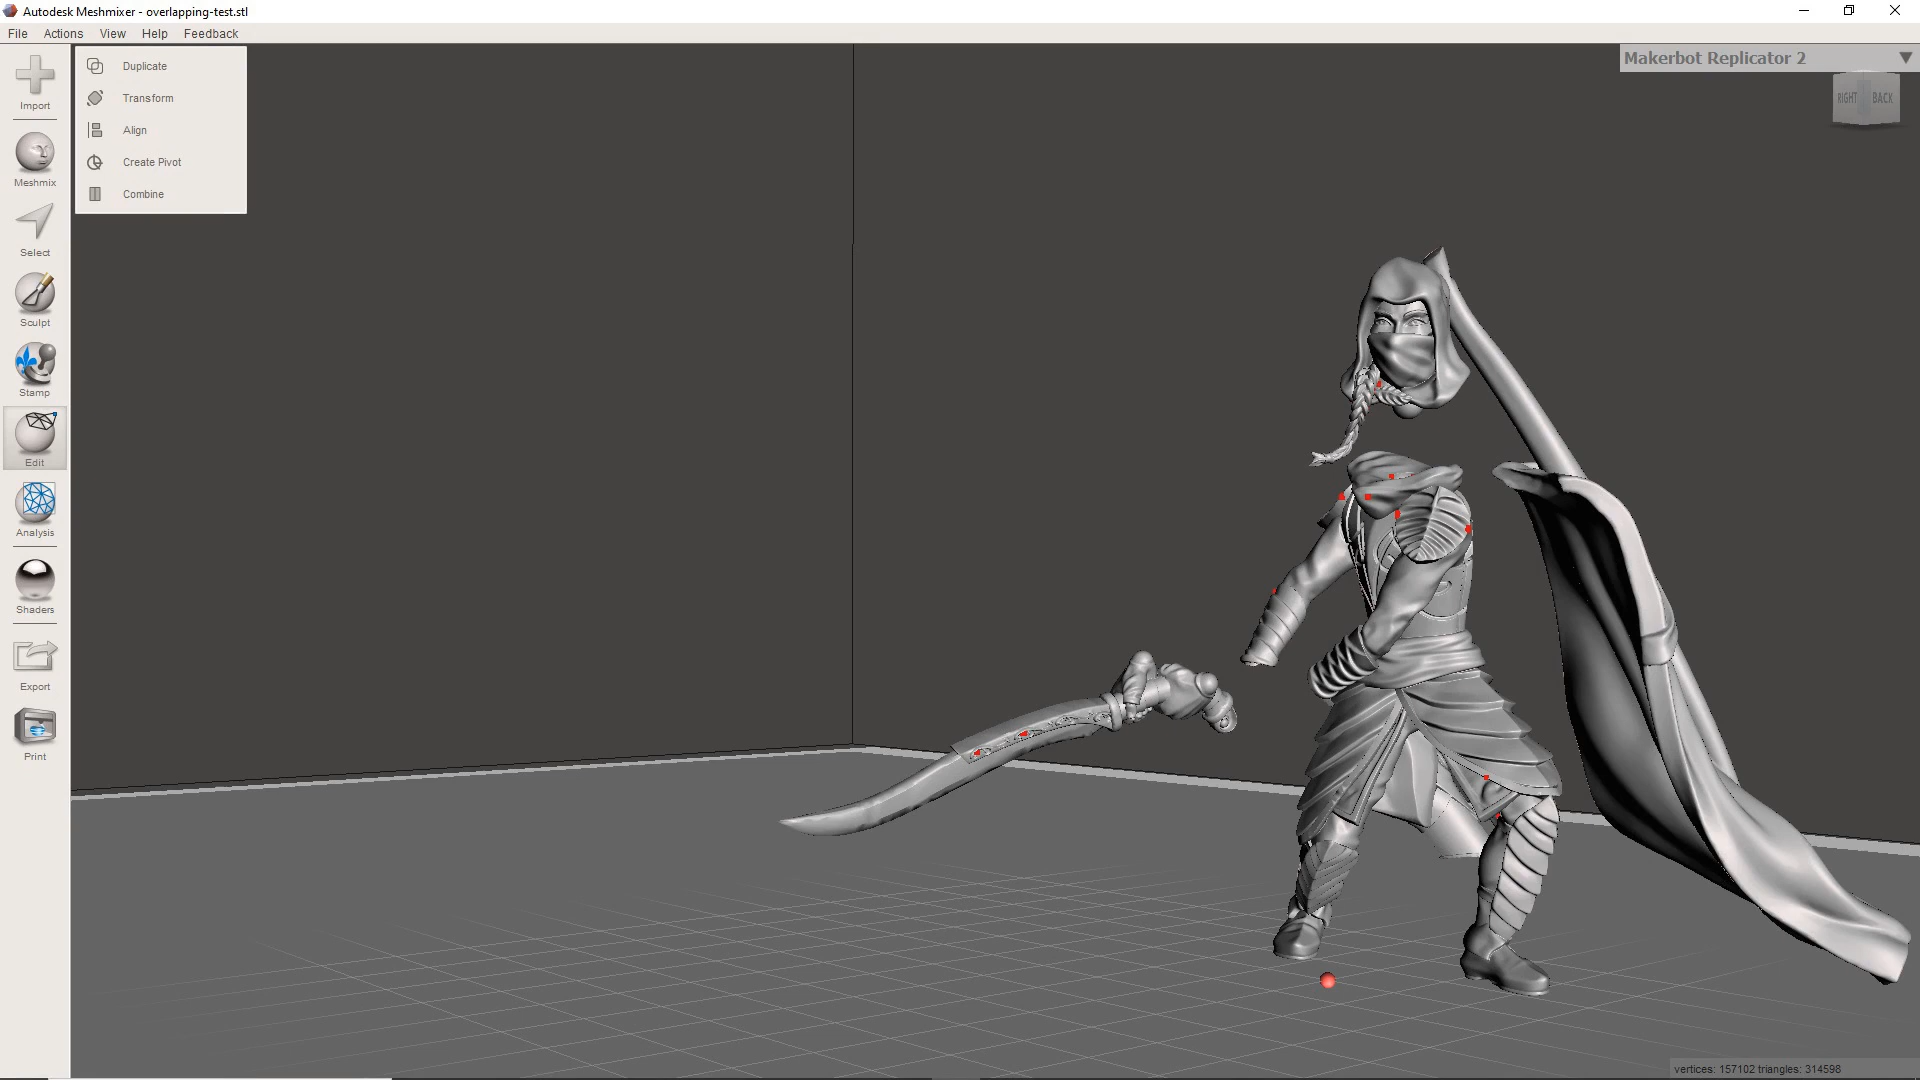 Autodesk Meshmixer - overlapping-test.stl
File Actions View Help Feedback
Import
Meshmix
Select
Sculpt
Stamp
Edit
Analysis
Shaders
Export
Print
Duplicate
Transform
Align
Create Pivot
Combine
Makerbot Replicator 2
RIGHT BACK
vertices: 157102 triangles: 314598